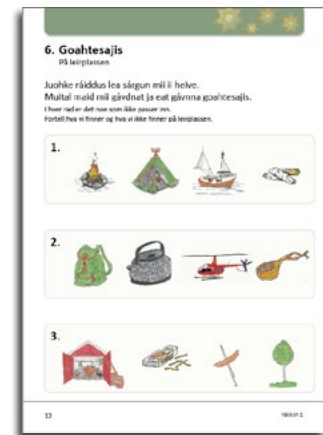 6. Goahtesajis
På leirplassen
Juohke ráiddus lea sárgun mii ii heive.
Muital maid mii gávdnat ja eat gávnna goahtesajis.
I hver rad er det noe som ikke passer inn.
Fortell hva vi finner og hva vi ikke finner på leirplassen.
1.
2.
3.
12